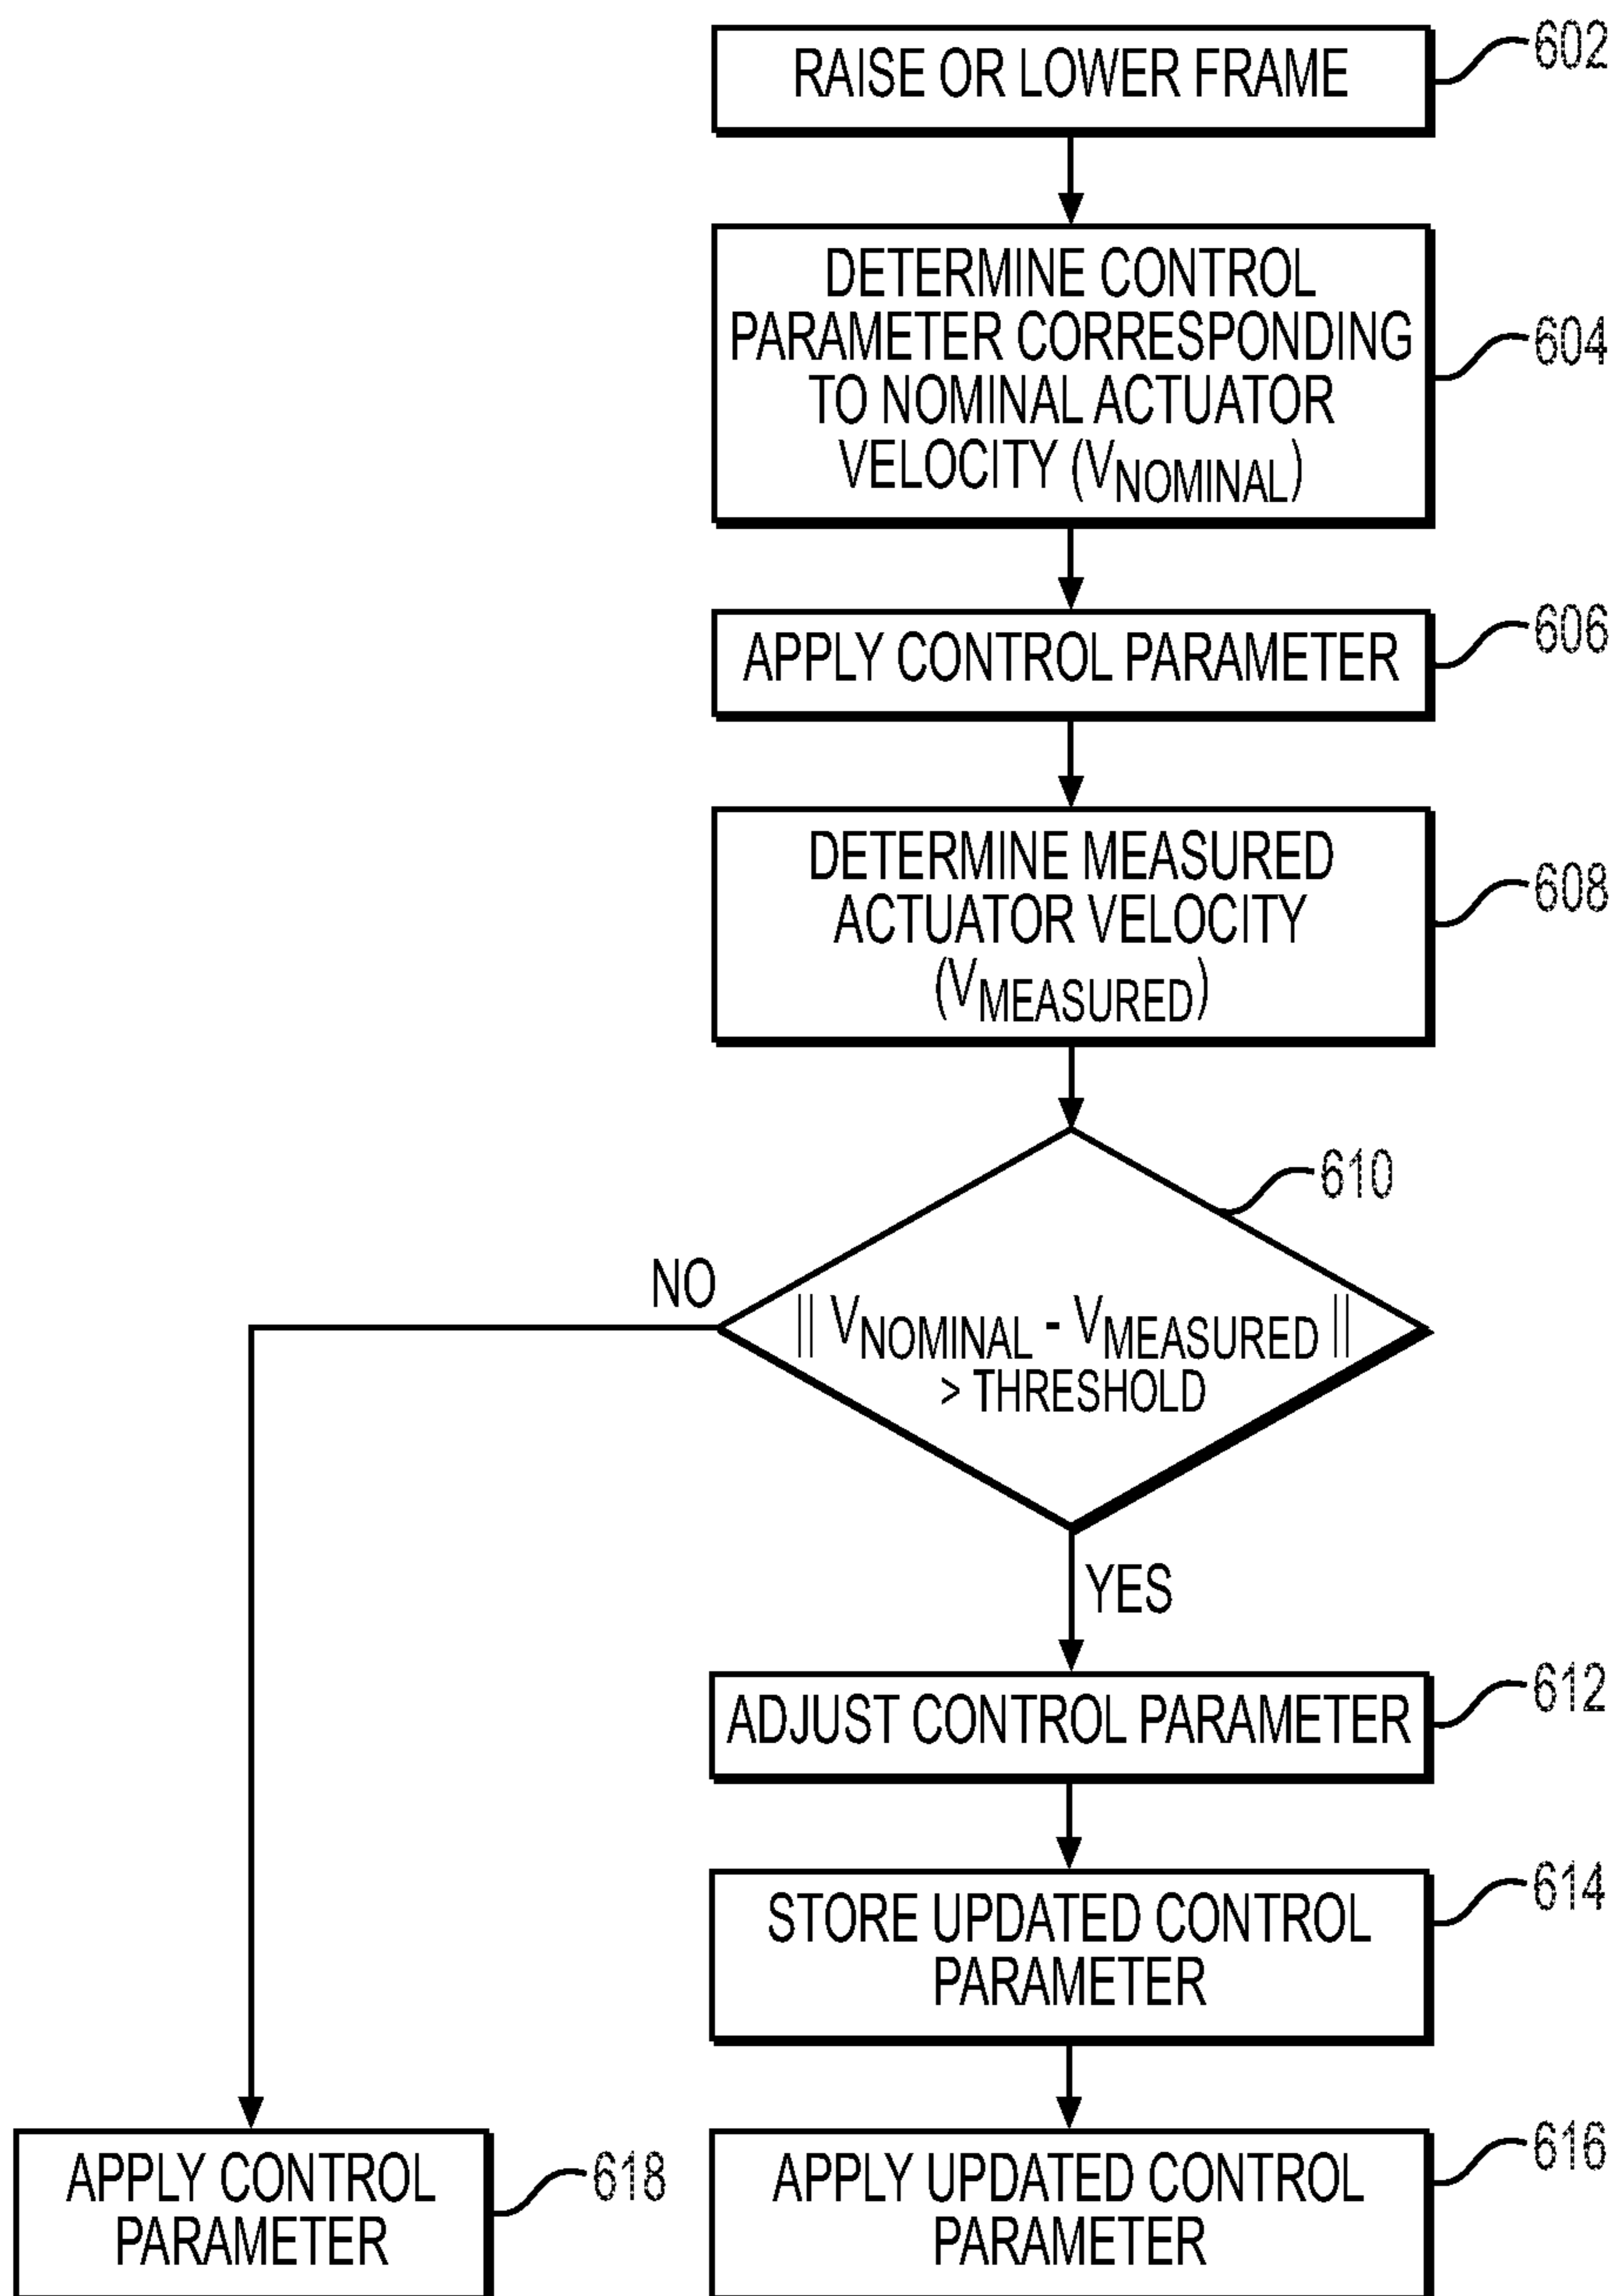 RAISE OR LOWER FRAME
602
DETERMINE CONTROL
PARAMETER CORRESPONDING
TO NOMINAL ACTUATOR
VELOCITY (VNOMINAL)
604
APPLY CONTROL PARAMETER
606
DETERMINE MEASURED
ACTUATOR VELOCITY
(VMEASURED)
608
610
NO
|| VNOMINAL - VMEASURED ||
> THRESHOLD
YES
ADJUST CONTROL PARAMETER
612
STORE UPDATED CONTROL
PARAMETER
614
APPLY CONTROL
PARAMETER
618
APPLY UPDATED CONTROL
PARAMETER
616